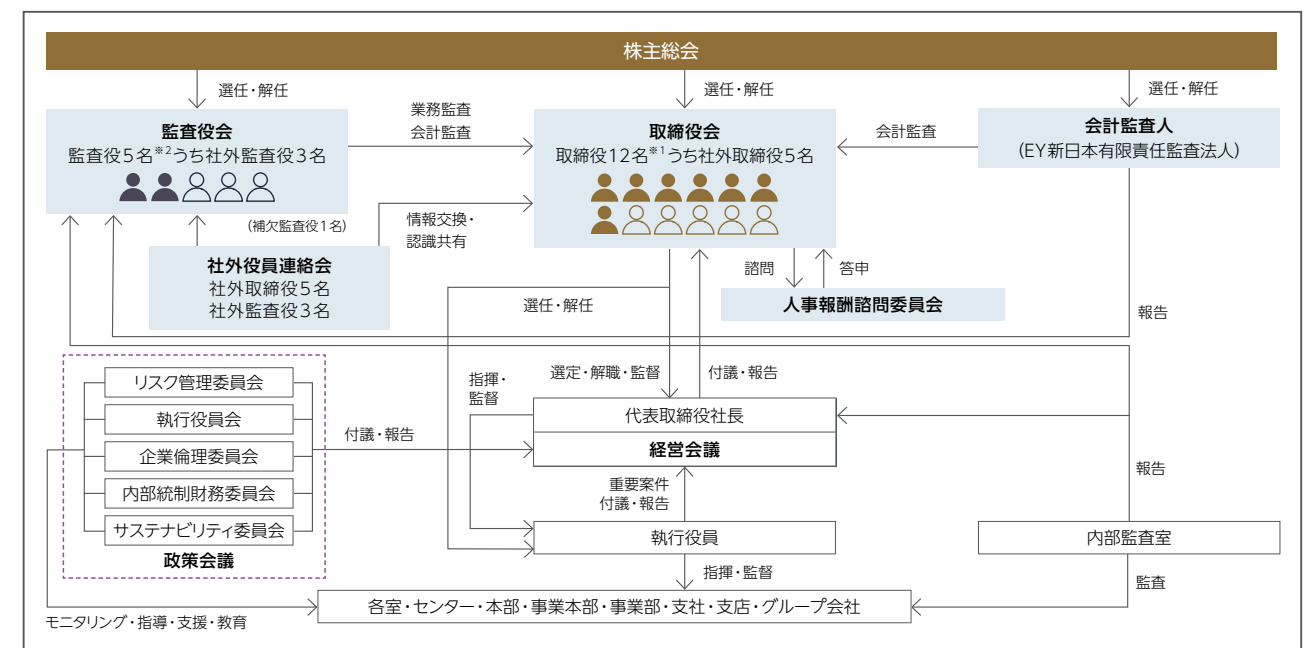 株主総会
選任・解任
選任・解任
選任・解任
監査役会
監査役5名※2うち社外監査役3名
(補欠監査役1名)
業務監査
会計監査
取締役会
取締役12名※1うち社外取締役5名
会計監査
会計監査人
(EY新日本有限責任監査法人)
情報交換・
認識共有
社外役員連絡会
社外取締役5名
社外監査役3名
諮問
答申
人事報酬諮問委員会
選任・解任
報告
リスク管理委員会
執行役員会
企業倫理委員会
内部統制財務委員会
サステナビリティ委員会
政策会議
付議・報告
指揮・
監督
選定・解職・監督
付議・報告
代表取締役社長
経営会議
重要案件
付議・報告
報告
執行役員
内部監査室
指揮・監督
監査
各室・センター・本部・事業本部・事業部・支社・支店・グループ会社
モニタリング・指導・支援・教育